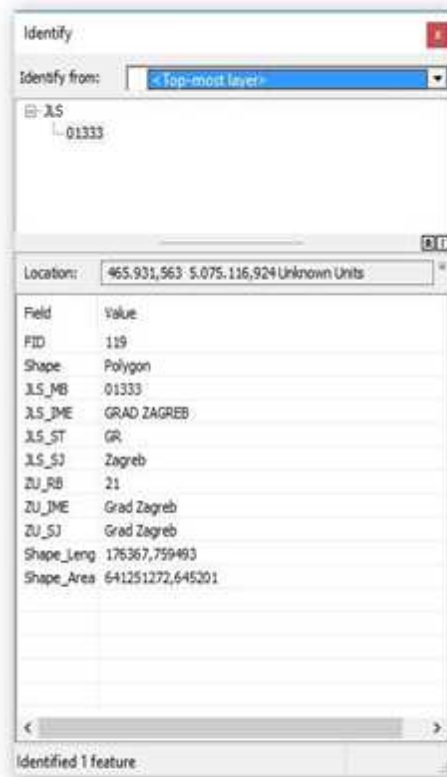 Identify
x
Identify from: <Top-most layer>
JLS
01333
Location: 465.931,563 5.075.116,924 Unknown Units
Field Value
FID 119
Shape Polygon
JLS_MB 01333
JLS_IME GRAD ZAGREB
JLS_ST GR
JLS_SJ Zagreb
ZU_RB 21
ZU_IME Grad Zagreb
ZU_SJ Grad Zagreb
Shape_Leng 176367,759493
Shape_Area 641251272,645201
Identified 1 feature